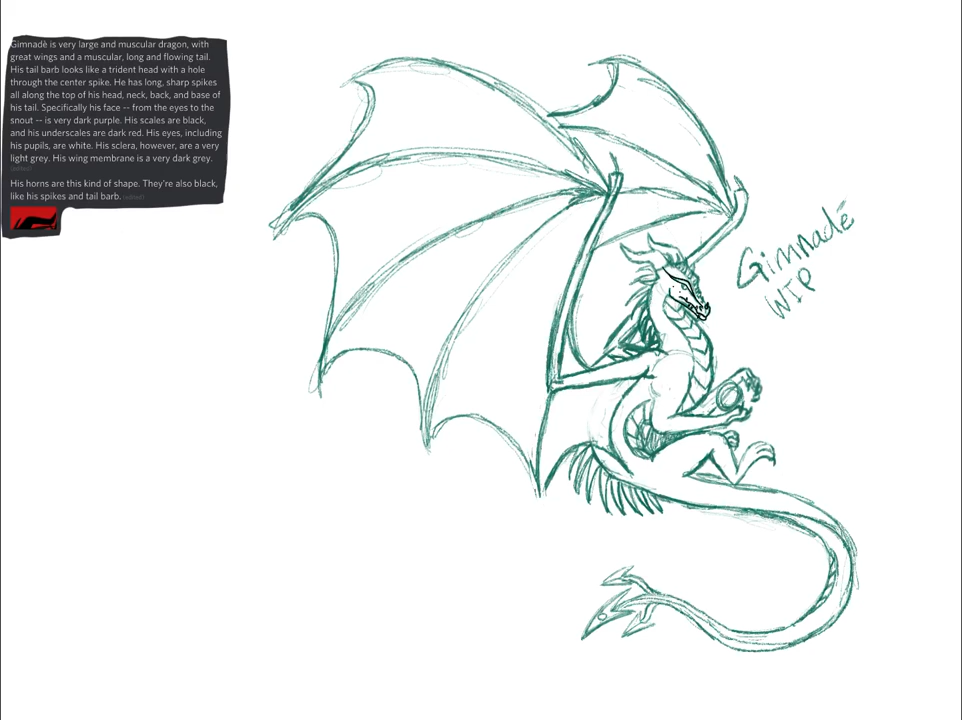 Gimnadè is very large and muscular dragon, with
great wings and a muscular, long and flowing tail.
His tail barb looks like a trident head with a hole
through the center spike. He has long, sharp spikes
all along the top of his head, neck, back, and base of
his tail. Specifically his face -- from the eyes to the
snout -- is very dark purple. His scales are black,
and his underscales are dark red. His eyes, including
his pupils, are white. His sclera, however, are a very
light grey. His wing membrane is a very dark grey.
(edited)
His horns are this kind of shape. They're also black,
like his spikes and tail barb. (edited)
Gimnadè
WIP